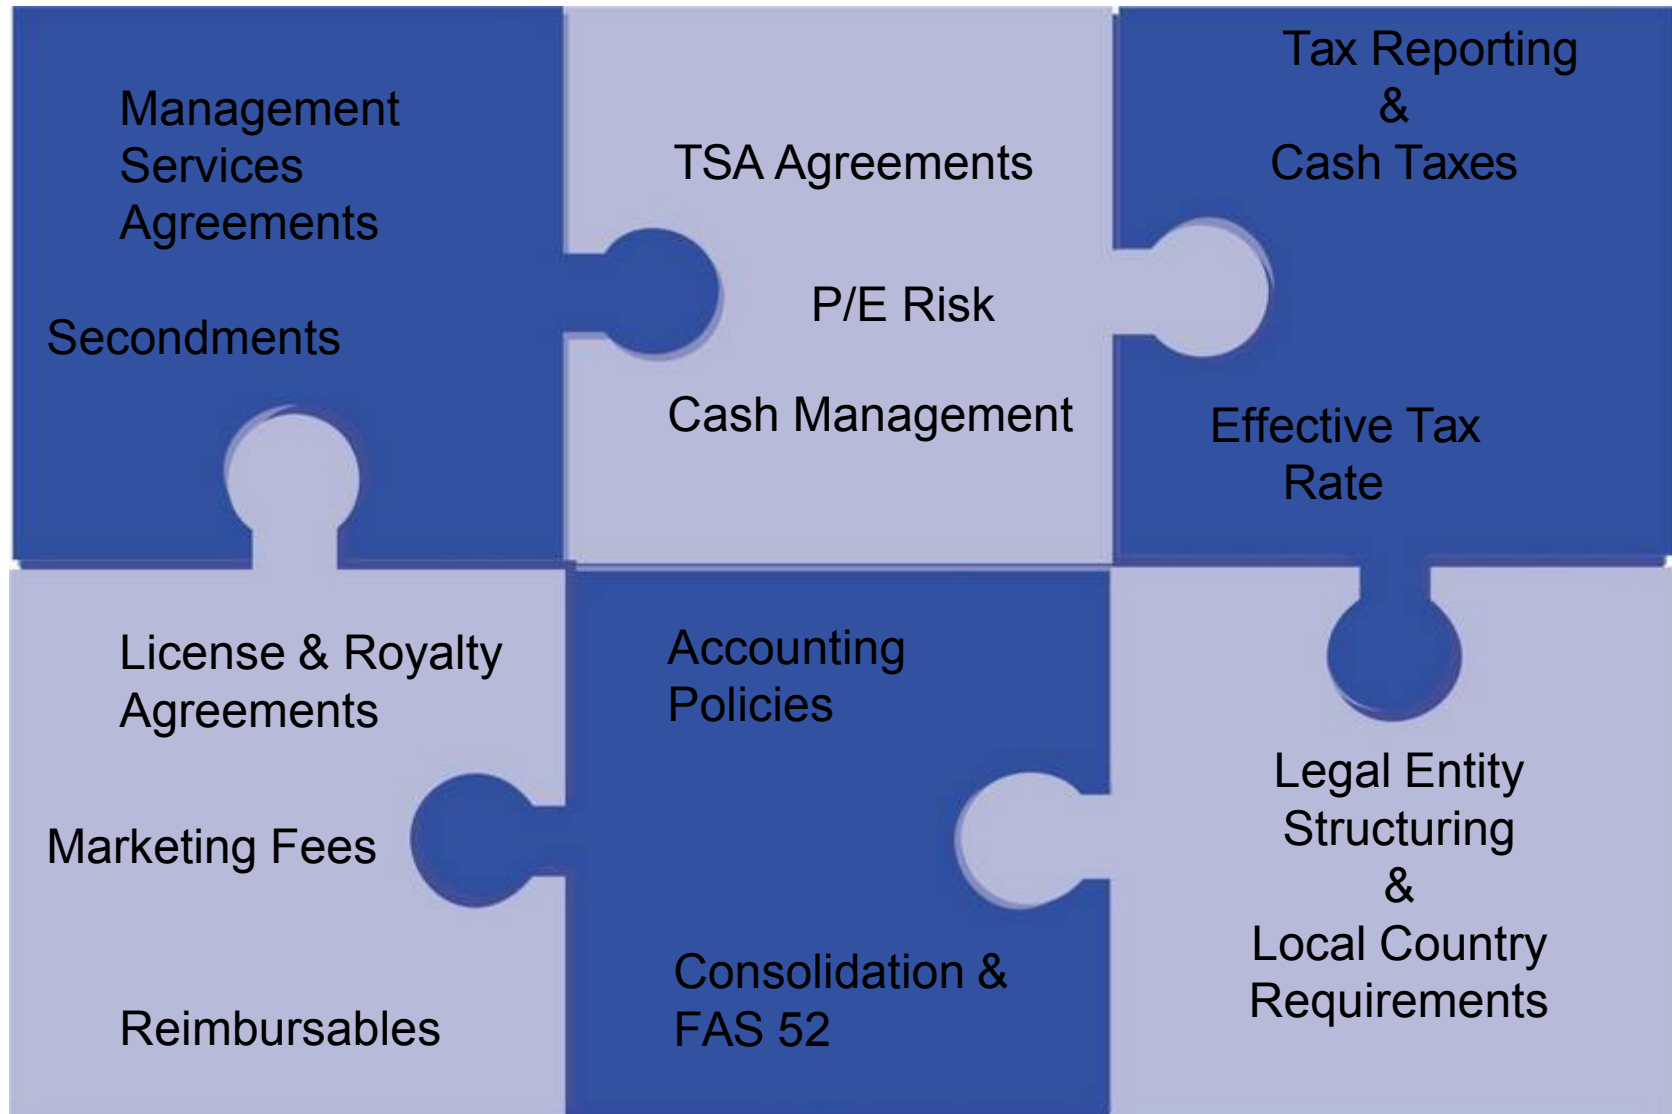 Management
Services
Agreements
Secondments
TSA Agreements
P/E Risk
Cash Management
Tax Reporting
&
Cash Taxes
Effective Tax
Rate
License & Royalty
Agreements
Marketing Fees
Reimbursables
Accounting
Policies
Consolidation &
FAS 52
Legal Entity
Structuring
&
Local Country
Requirements